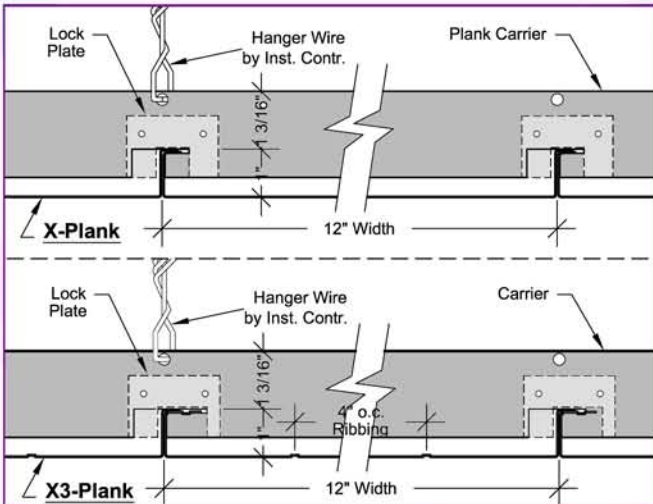 Lock
Plate
Hanger Wire
by Inst. Contr.
Plank Carrier
1 3/16"
1"
X-Plank
12" Width
Lock
Plate
Hanger Wire
by Inst. Contr.
Carrier
1 3/16"
4" o.c.
Ribbing
1"
X3-Plank
12" Width